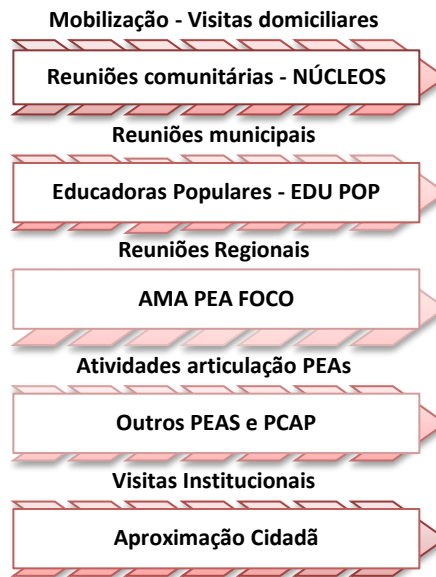 Mobilização - Visitas domiciliares
Reuniões comunitárias - NÚCLEOS
Reuniões municipais
Educadoras Populares - EDU POP
Reuniões Regionais
AMA PEA FOCO
Atividades articulação PEAs
Outros PEAS e PCAP
Visitas Institucionais
Aproximação Cidadã